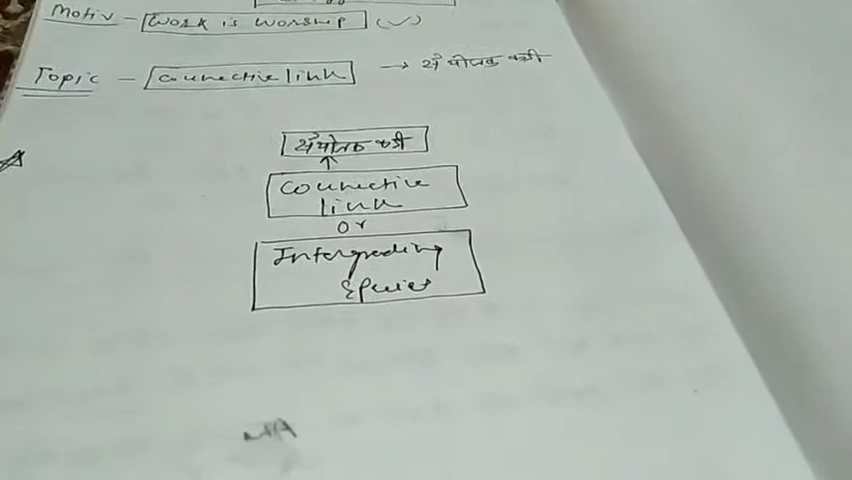 Motiv - Work is worship (✓)
Topic - Connective link → संयोजक कड़ी
संयोजक कड़ी
↑
Connective
link
or
Intergrading
Species